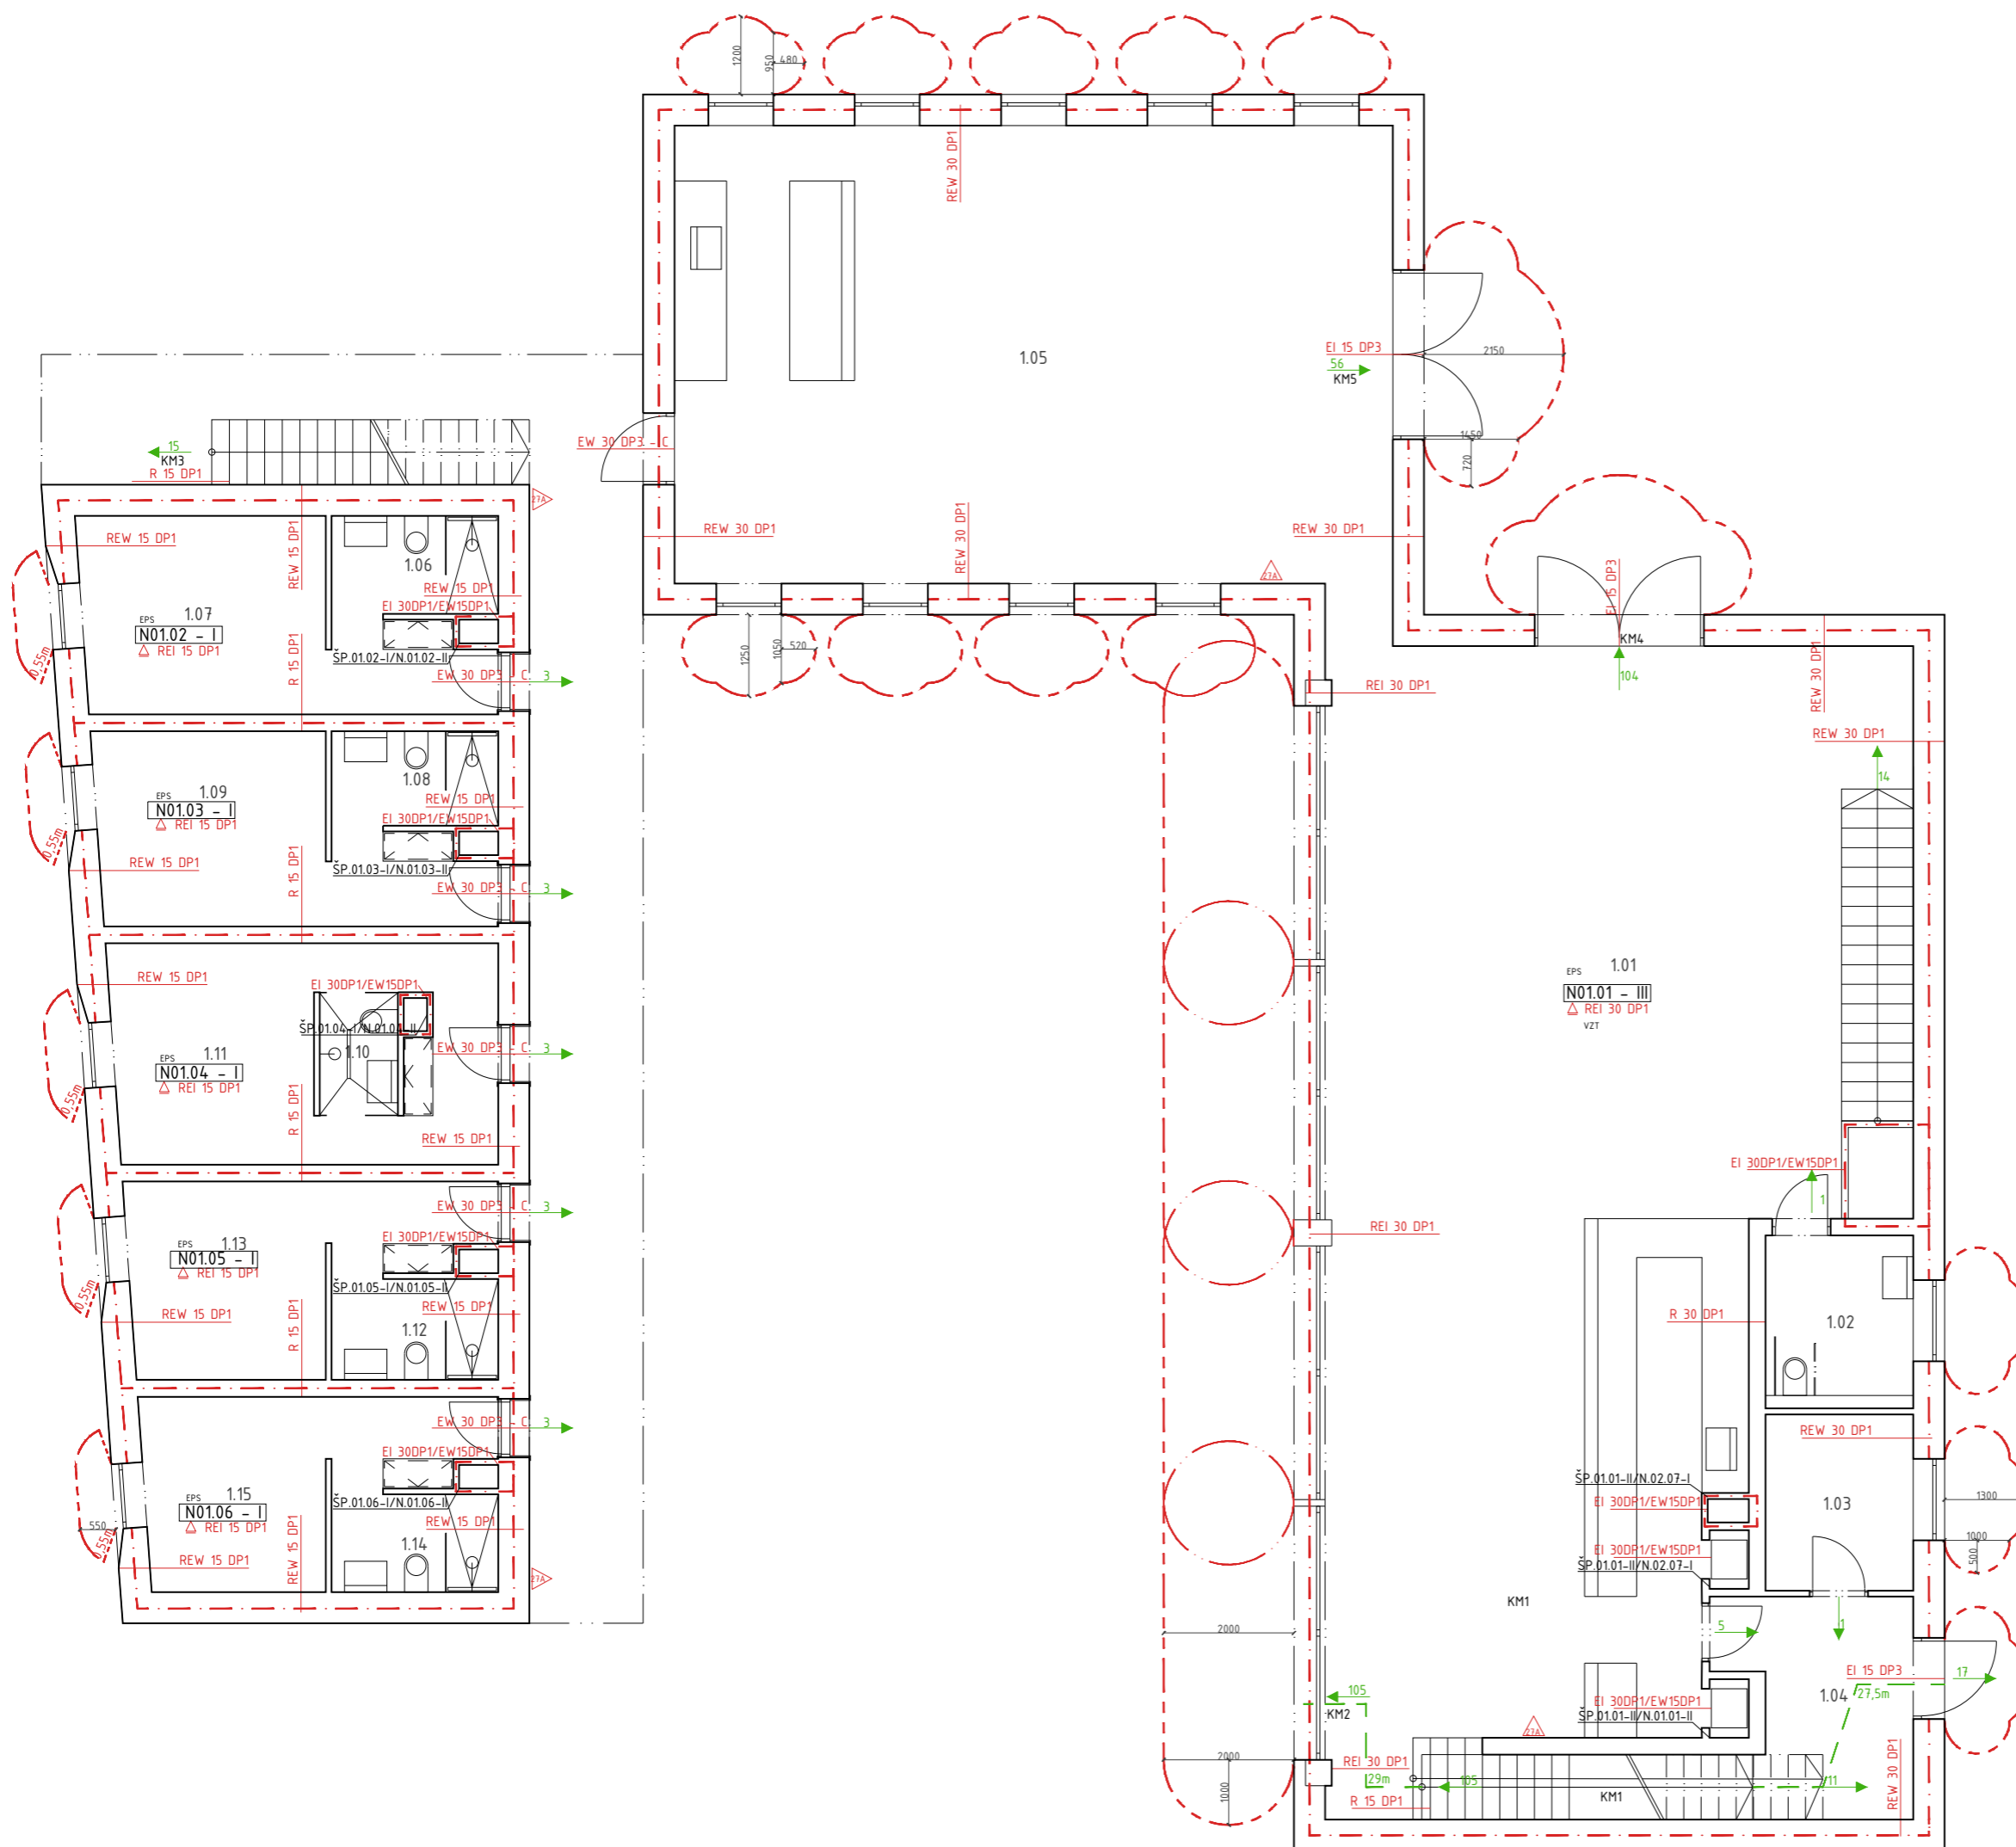 1200
950
480
REW 30 DP1
1.05
EI 15 DP3
56
KM5
2150
1450
720
EW 30 DP3 - C
15
KM3
R 15 DP1
27A
REW 30 DP1
REW 30 DP1
REW 30 DP1
27A
EI 15 DP3
KM4
104
REW 30 DP1
REW 30 DP1
14
REW 15 DP1
REW 15 DP1
1.06
REW 15 DP1
EI 30DP1/EW15DP1
EPS
1.07
N01.02 - I
REI 15 DP1
R 15 DP1
ŠP.01.02-I/N.01.02-II
EW 30 DP3 - C
3
0,55m
1250
1050
520
REI 30 DP1
1.08
EPS
1.09
N01.03 - I
REI 15 DP1
REW 15 DP1
EI 30DP1/EW15DP1
0,55m
REW 15 DP1
R 15 DP1
ŠP.01.03-I/N.01.03-II
EW 30 DP3 - C
3
REW 15 DP1
EI 30DP1/EW15DP1
EPS
1.01
N01.01 - III
REI 30 DP1
VZT
ŠP.01.04-I/N.01.04-II
EPS
1.11
N01.04 - I
REI 15 DP1
1.10
EW 30 DP3 - C
3
0,55m
R 15 DP1
REW 15 DP1
EI 30DP1/EW15DP1
1
EW 30 DP3 - C
3
REI 30 DP1
EPS
1.13
N01.05 - I
REI 15 DP1
EI 30DP1/EW15DP1
ŠP.01.05-I/N.01.05-II
0,55m
REW 15 DP1
REW 15 DP1
R 15 DP1
1.12
R 30 DP1
1.02
EW 30 DP3 - C
3
REW 30 DP1
EI 30DP1/EW15DP1
ŠP.01.01-II/N.02.07-I
EPS
1.15
N01.06 - I
REI 15 DP1
ŠP.01.06-I/N.01.06-II
EI 30DP1/EW15DP1
1.03
1300
550
0,55m
REW 15 DP1
REW 15 DP1
REW 15 DP1
1.14
EI 30DP1/EW15DP1
ŠP.01.01-II/N.02.07-I
1000
500
27A
KM1
2000
5
1
EI 15 DP3
17
1.04
27,5m
105
KM2
EI 30DP1/EW15DP1
ŠP.01.01-II/N.01.01-II
27A
2000
1000
REI 30 DP1
29m
105
11
R 15 DP1
KM1
REW 30 DP1